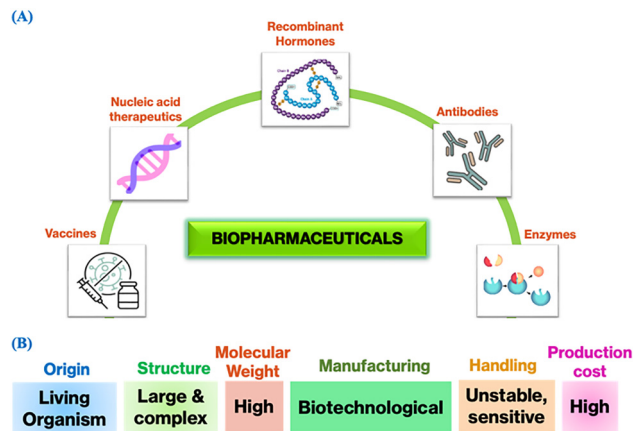 (A)
Recombinant
Hormones
Nucleic acid
therapeutics
Antibodies
Vaccines
BIOPHARMACEUTICALS
Enzymes
(B)
Origin
Structure
Molecular
Weight
Manufacturing
Handling
Production
cost
Living
Organism
Large &
complex
High
Biotechnological
Unstable,
sensitive
High